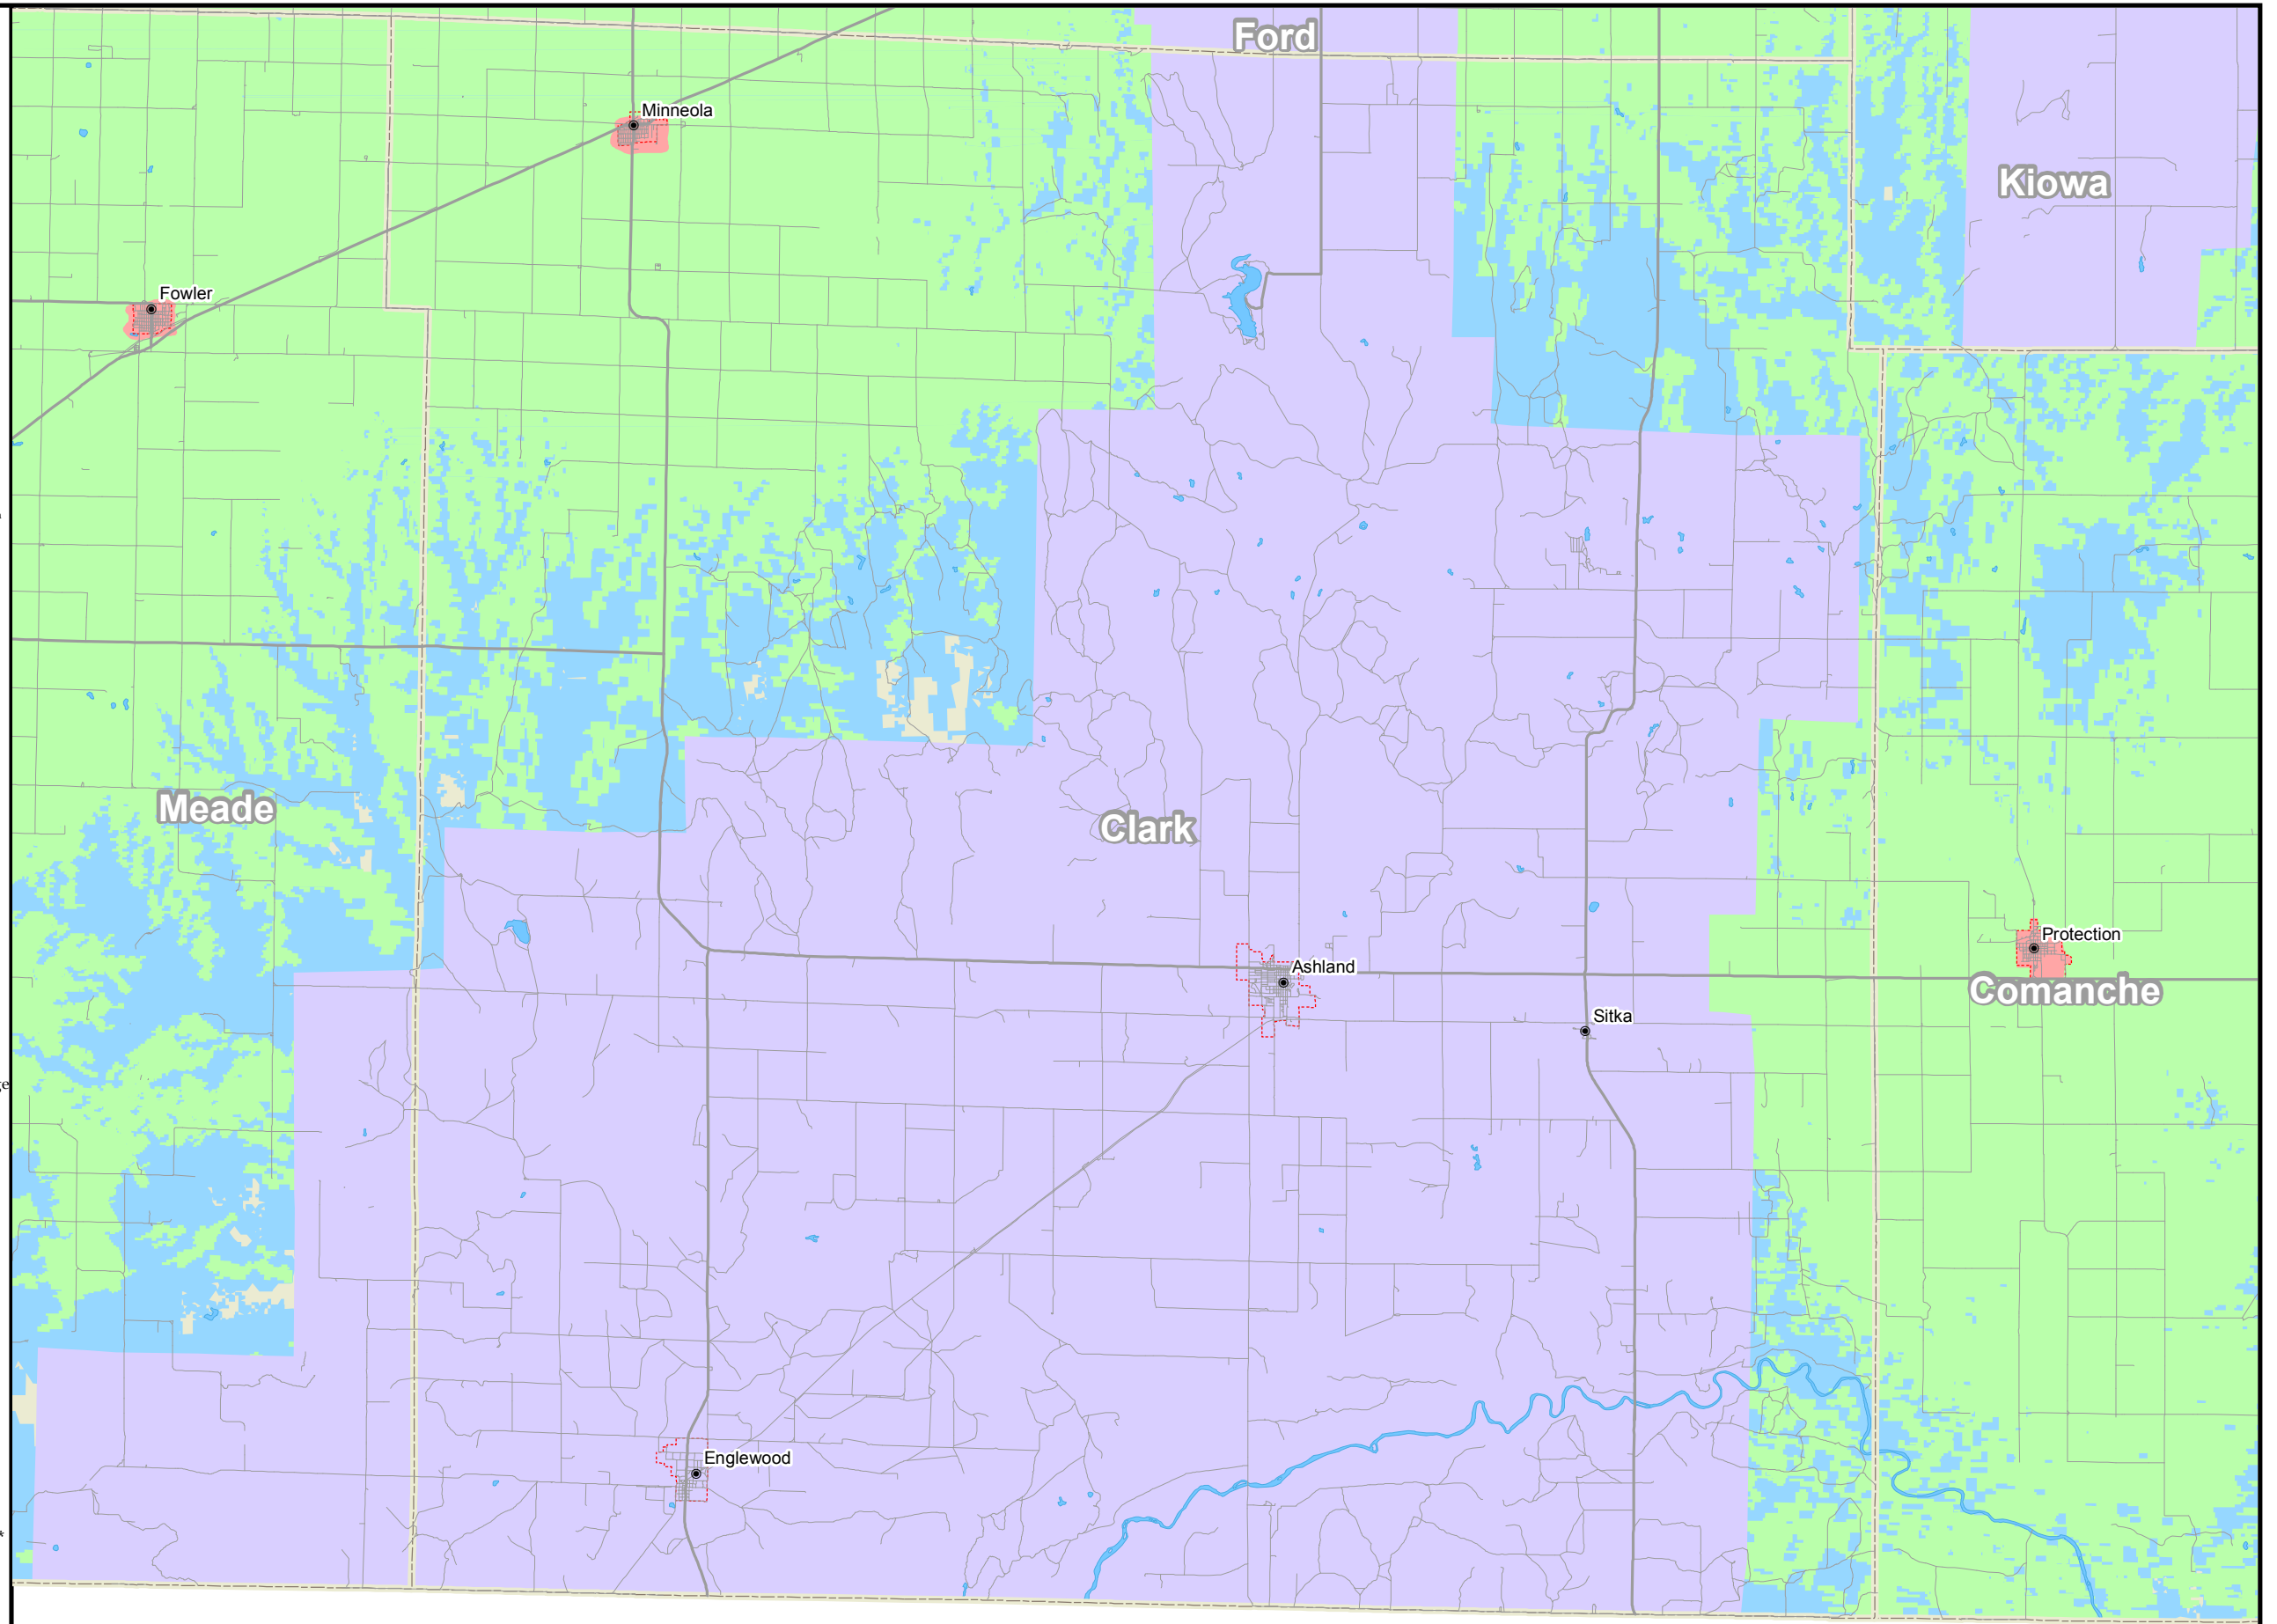 Ford
Minneola
Kiowa
Fowler
Meade
Clark
Protection
Ashland
Comanche
Sitka
Englewood
*